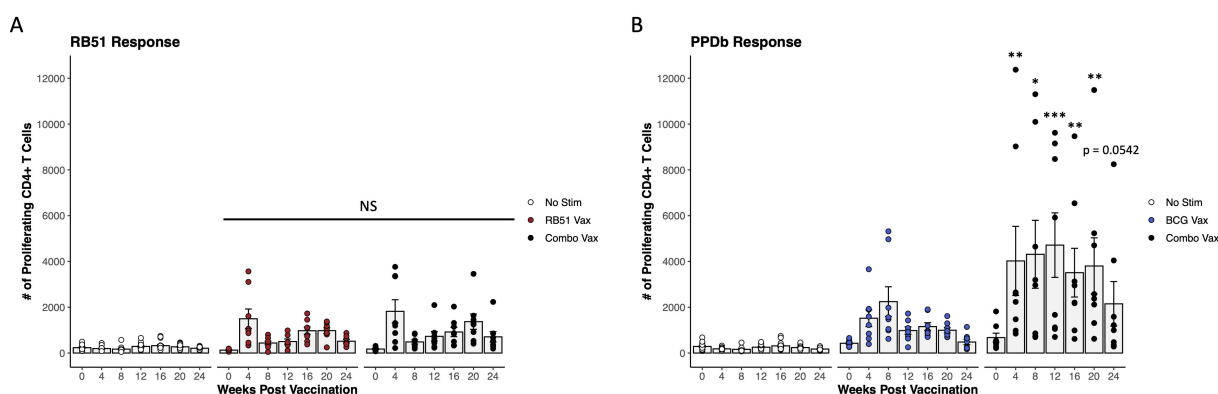 A
RB51 Response
# of Proliferating CD4+ T Cells
12000
10000
8000
6000
4000
2000
0
NS
No Stim
RB51 Vax
Combo Vax
0 4 8 12 16 20 24 0 4 8 12 16 20 24 0 4 8 12 16 20 24
Weeks Post Vaccination
B
PPDb Response
# of Proliferating CD4+ T Cells
12000
10000
8000
6000
4000
2000
0
**
*
***
**
**
p = 0.0542
No Stim
BCG Vax
Combo Vax
0 4 8 12 16 20 24 0 4 8 12 16 20 24 0 4 8 12 16 20 24
Weeks Post Vaccination